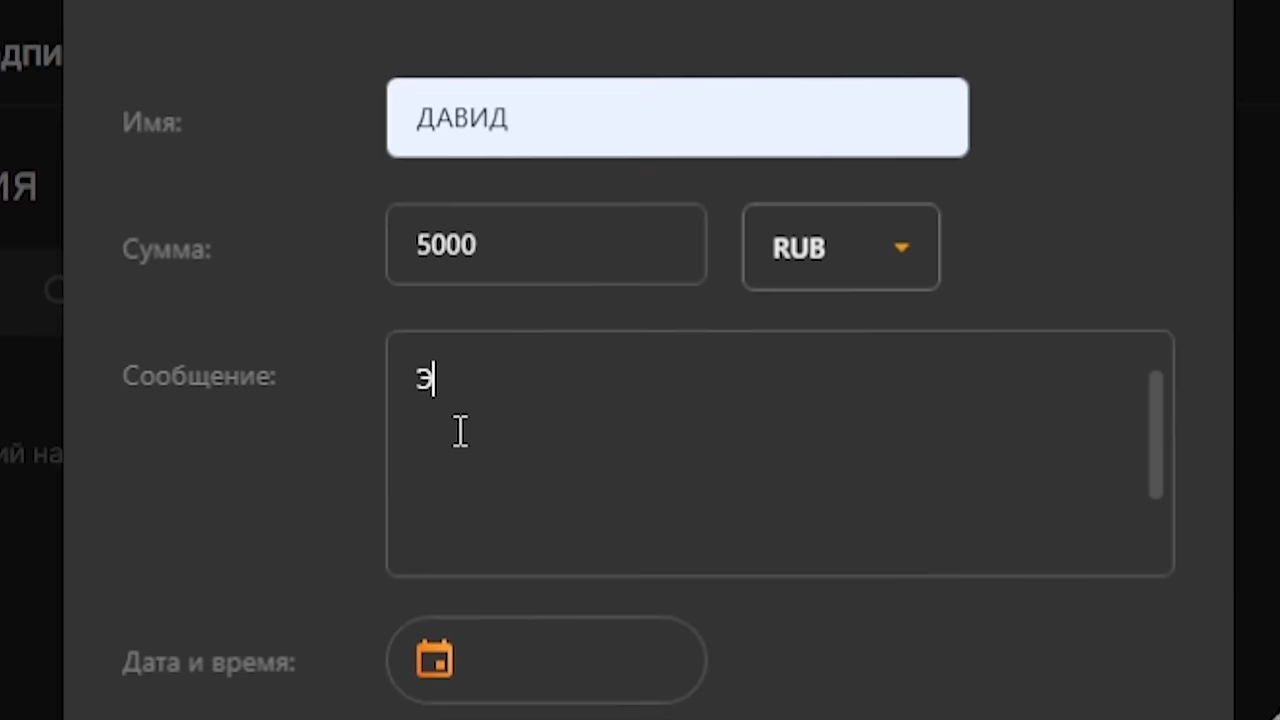 Имя:
ДАВИД
Сумма:
5000
RUB
Сообщение:
э
Дата и время: